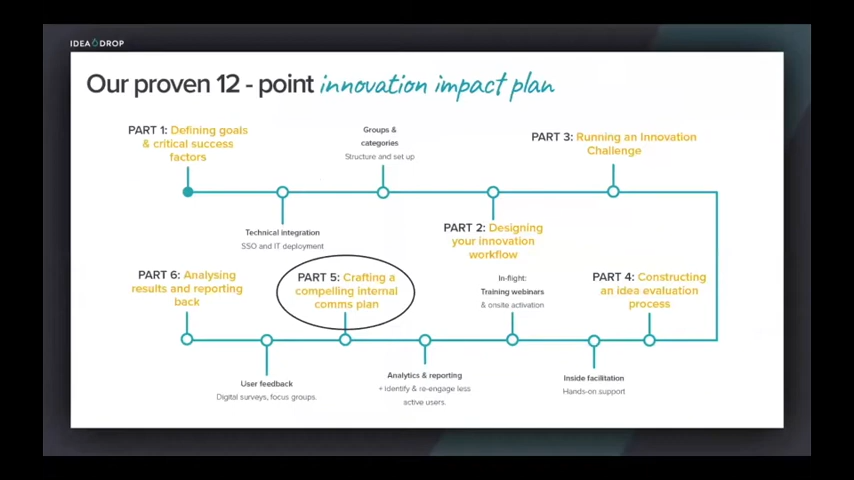 IDEA DROP
Our proven 12 - point innovation impact plan
PART 1: Defining goals
& critical success
factors
Groups &
categories
Structure and set up
PART 3: Running an Innovation
Challenge
Technical integration
SSO and IT deployment
PART 2: Designing
your innovation
workflow
PART 6: Analysing
results and reporting
back
PART 5: Crafting a
compelling internal
comms plan
In-flight:
Training webinars
& onsite activation
PART 4: Constructing
an idea evaluation
process
User feedback
Digital surveys, focus groups.
Analytics & reporting
+ identify & re-engage less
active users.
Inside facilitation
Hands-on support